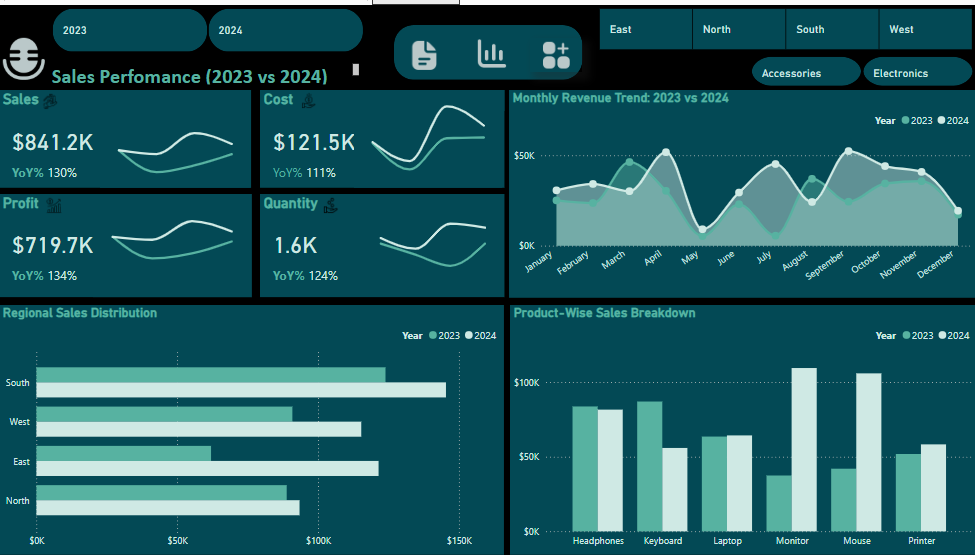 2023
2024
East
North
South
West
Sales Perfomance (2023 vs 2024)
Accessories
Electronics
Sales
$841.2K
YoY% 130%
Cost
$121.5K
YoY% 111%
Profit
$719.7K
YoY% 134%
Quantity
1.6K
YoY% 124%
Monthly Revenue Trend: 2023 vs 2024
Year 2023 2024
$50K
$0K
January
February
March
April
May
June
July
August
September
October
November
December
Regional Sales Distribution
Year 2023 2024
South
West
East
North
$0K
$50K
$100K
$150K
Product-Wise Sales Breakdown
Year 2023 2024
$100K
$50K
$0K
Headphones
Keyboard
Laptop
Monitor
Mouse
Printer